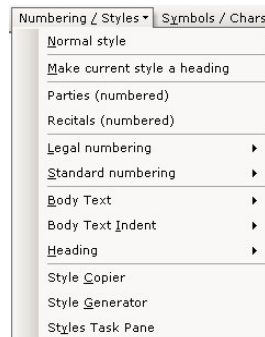 Numbering / Styles Symbols / Chars
Normal style
Make current style a heading
Parties (numbered)
Recitals (numbered)
Legal numbering
Standard numbering
Body Text
Body Text Indent
Heading
Style Copier
Style Generator
Styles Task Pane